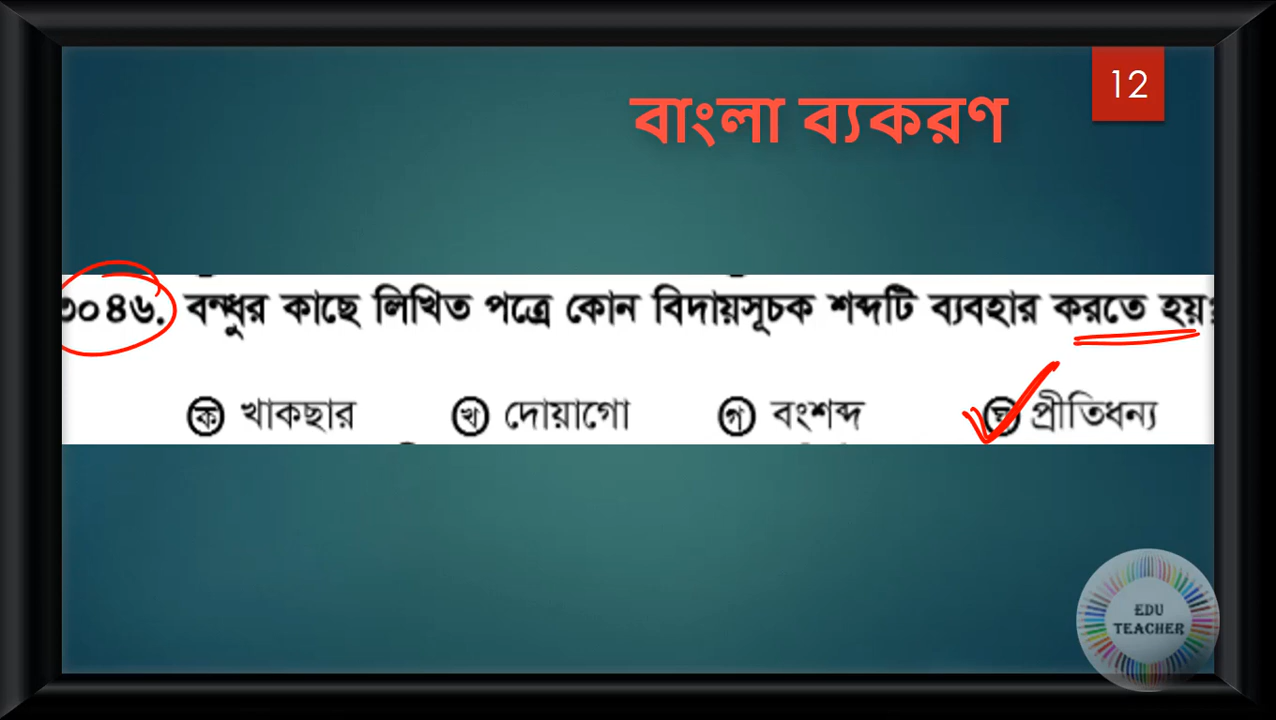 12
বাংলা ব্যকরণ
৩০৪৬. বন্ধুর কাছে লিখিত পত্রে কোন বিদায়সূচক শব্দটি ব্যবহার করতে হয়?
ক খাকছার খ দোয়াগো গ বংশব্দ ঘ প্রীতিধন্য
EDU
TEACHER